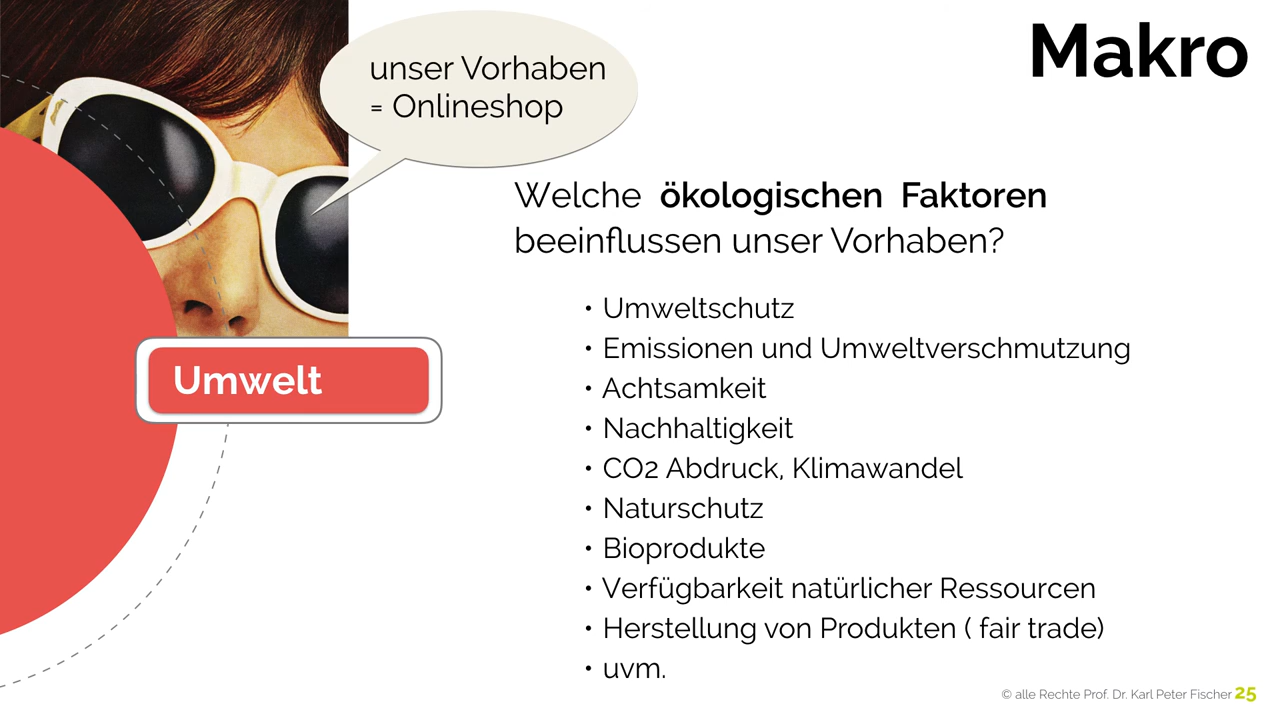 Makro
unser Vorhaben
= Onlineshop
Welche ökologischen Faktoren
beeinflussen unser Vorhaben?
Umwelt
• Umweltschutz
• Emissionen und Umweltverschmutzung
• Achtsamkeit
• Nachhaltigkeit
• CO2 Abdruck, Klimawandel
• Naturschutz
• Bioprodukte
• Verfügbarkeit natürlicher Ressourcen
• Herstellung von Produkten ( fair trade)
• uvm.
© alle Rechte Prof. Dr. Karl Peter Fischer 25